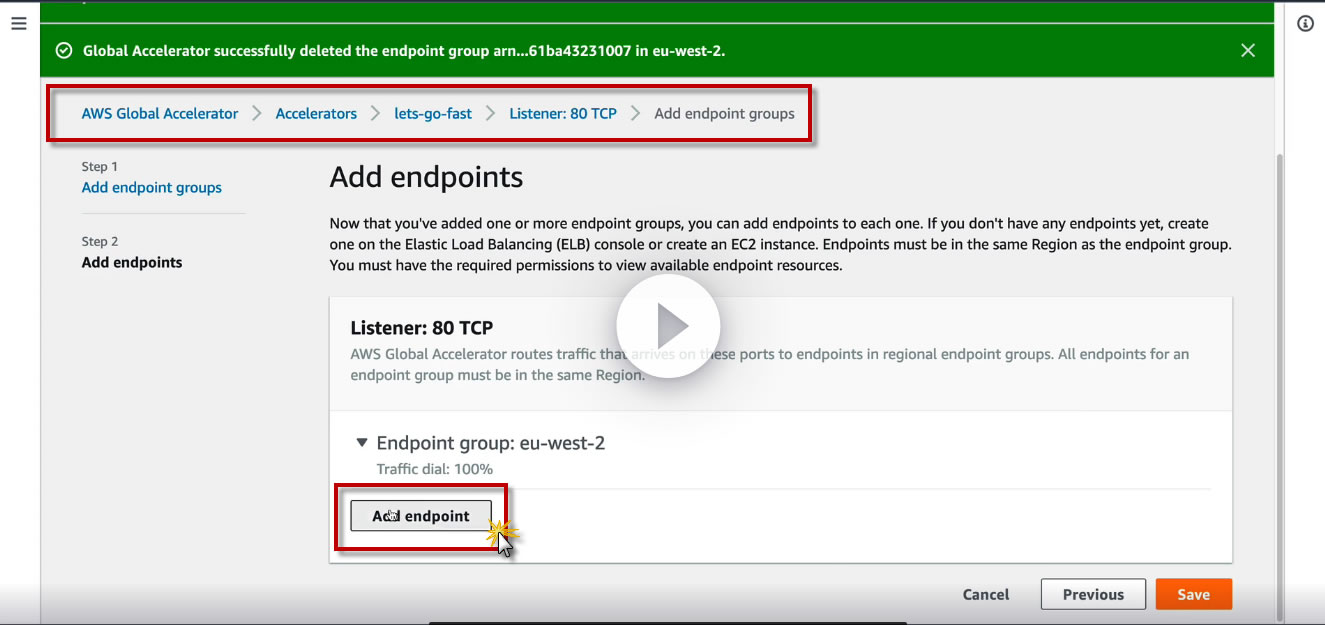 Global Accelerator successfully deleted the endpoint group arn...61ba43231007 in eu-west-2.
AWS Global Accelerator > Accelerators > lets-go-fast > Listener: 80 TCP > Add endpoint groups
Step 1
Add endpoint groups
Step 2
Add endpoints
Add endpoints
Now that you've added one or more endpoint groups, you can add endpoints to each one. If you don't have any endpoints yet, create
one on the Elastic Load Balancing (ELB) console or create an EC2 instance. Endpoints must be in the same Region as the endpoint group.
You must have the required permissions to view available endpoint resources.
Listener: 80 TCP
AWS Global Accelerator routes traffic that arrives on these ports to endpoints in regional endpoint groups. All endpoints for an
endpoint group must be in the same Region.
Endpoint group: eu-west-2
Traffic dial: 100%
Add endpoint
Cancel
Previous
Save